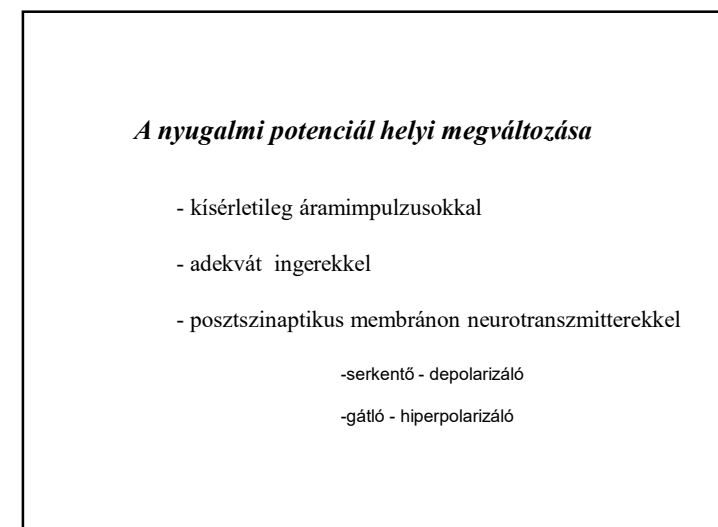 A nyugalmi potenciál helyi megváltozása
- kísérletileg áramimpulzusokkal
- adekvát  ingerekkel
- posztszinaptikus membránon neurotranszmitterekkel
-serkentő - depolarizáló
-gátló - hiperpolarizáló